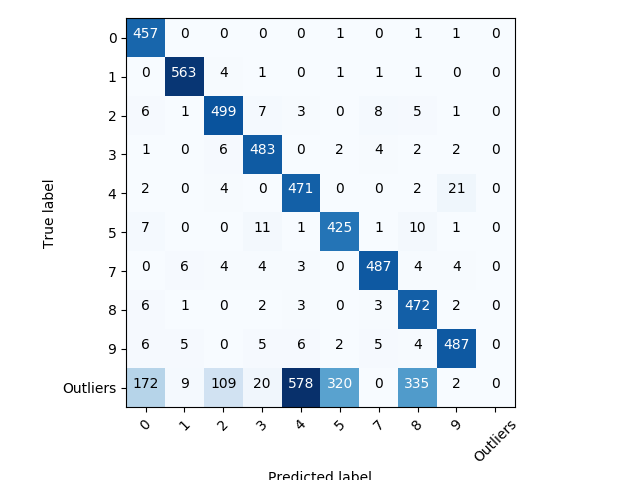 0 457 0 0 0 0 1 0 1 1 0
1 0 563 4 1 0 1 1 1 0 0
2 6 1 499 7 3 0 8 5 1 0
3 1 0 6 483 0 2 4 2 2 0
4 2 0 4 0 471 0 0 2 21 0
5 7 0 0 11 1 425 1 10 1 0
7 0 6 4 4 3 0 487 4 4 0
8 6 1 0 2 3 0 3 472 2 0
9 6 5 0 5 6 2 5 4 487 0
Outliers 172 9 109 20 578 320 0 335 2 0
0 1 2 3 4 5 7 8 9 Outliers
True label
Predicted label